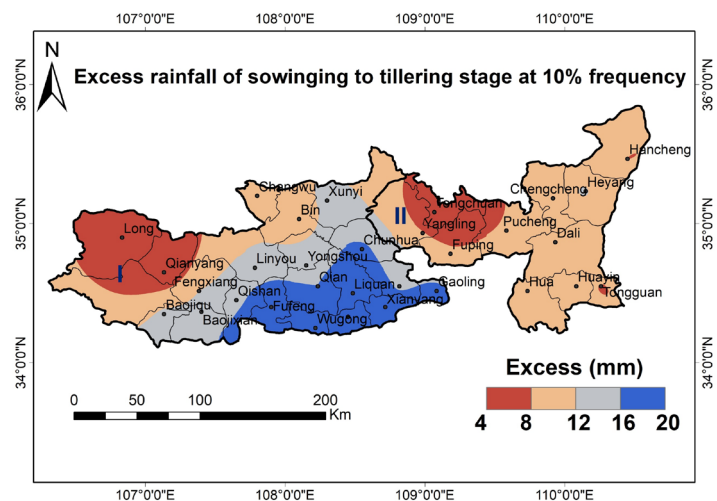 107°0'0"E 108°0'0"E 109°0'0"E 110°0'0"E
N
Excess rainfall of sowinging to tillering stage at 10% frequency
36°0'0"N 36°0'0"N
Hancheng
Changwu Xunyi Chengcheng Heyang
Bin II Tongchuan
35°0'0"N Long Yangling Pucheng 35°0'0"N
Chunhua Fuping Dali
Linyou Yongshou
I Qianyang
Fengxiang Qishan Qian Liquan Gaoling Hua Huayin
Baojiqu Fufeng Xianyang Tongguan
Baojixian Wugong
34°0'0"N 34°0'0"N
Excess (mm)
0 50 100 200
Km
4 8 12 16 20
107°0'0"E 108°0'0"E 109°0'0"E 110°0'0"E